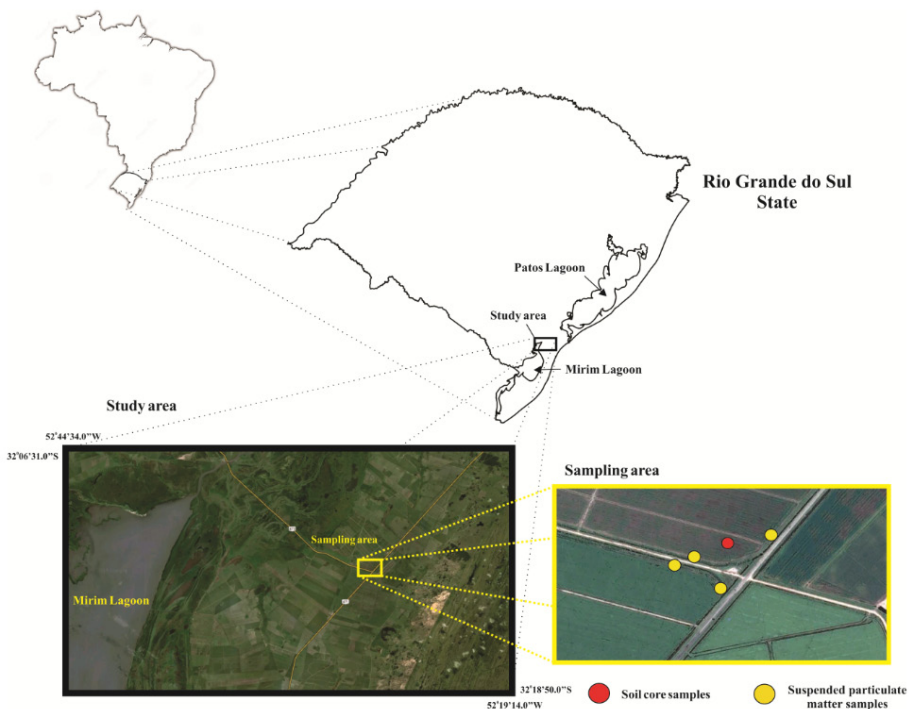 Rio Grande do Sul
State
Patos Lagoon
Study area
Mirim Lagoon
Study area
52°44'34.0"W
32°06'31.0"S
Sampling area
Sampling area
Mirim Lagoon
32°18'50.0"S
52°19'14.0"W
Soil core samples
Suspended particulate
matter samples